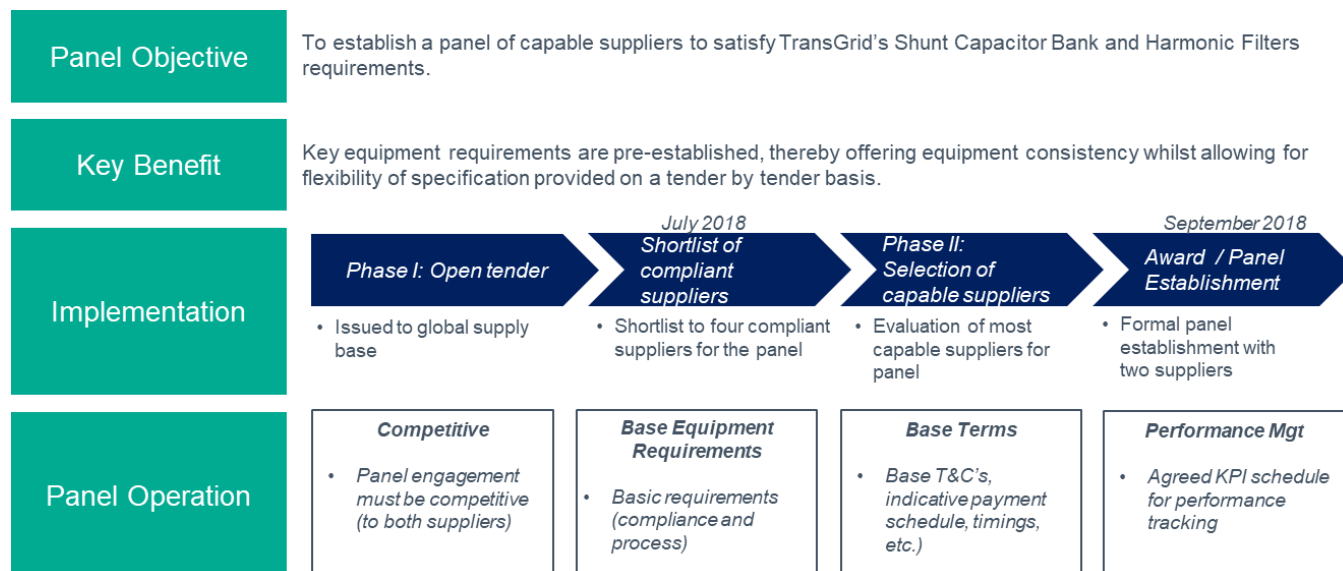 Panel Objective
To establish a panel of capable suppliers to satisfy TransGrid's Shunt Capacitor Bank and Harmonic Filters
requirements.
Key Benefit
Key equipment requirements are pre-established, thereby offering equipment consistency whilst allowing for
flexibility of specification provided on a tender by tender basis.
Implementation
July 2018
September 2018
Phase I: Open tender
Shortlist of
compliant
suppliers
Phase II:
Selection of
capable suppliers
Award / Panel
Establishment
• Issued to global supply
base
• Shortlist to four compliant
suppliers for the panel
• Evaluation of most
capable suppliers for
panel
• Formal panel
establishment with
two suppliers
Panel Operation
Competitive
• Panel engagement
must be competitive
(to both suppliers)
Base Equipment
Requirements
• Basic requirements
(compliance and
process)
Base Terms
• Base T&C's,
indicative payment
schedule, timings,
etc.)
Performance Mgt
• Agreed KPI schedule
for performance
tracking